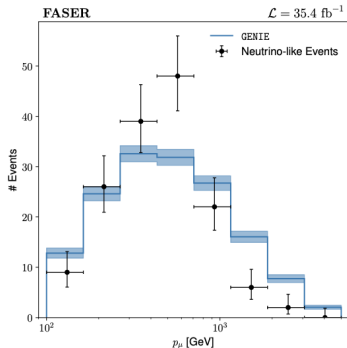 FASER
ℒ = 35.4 fb⁻¹
GENIE
Neutrino-like Events
# Events
50
40
30
20
10
0
10²
10³
pμ [GeV]